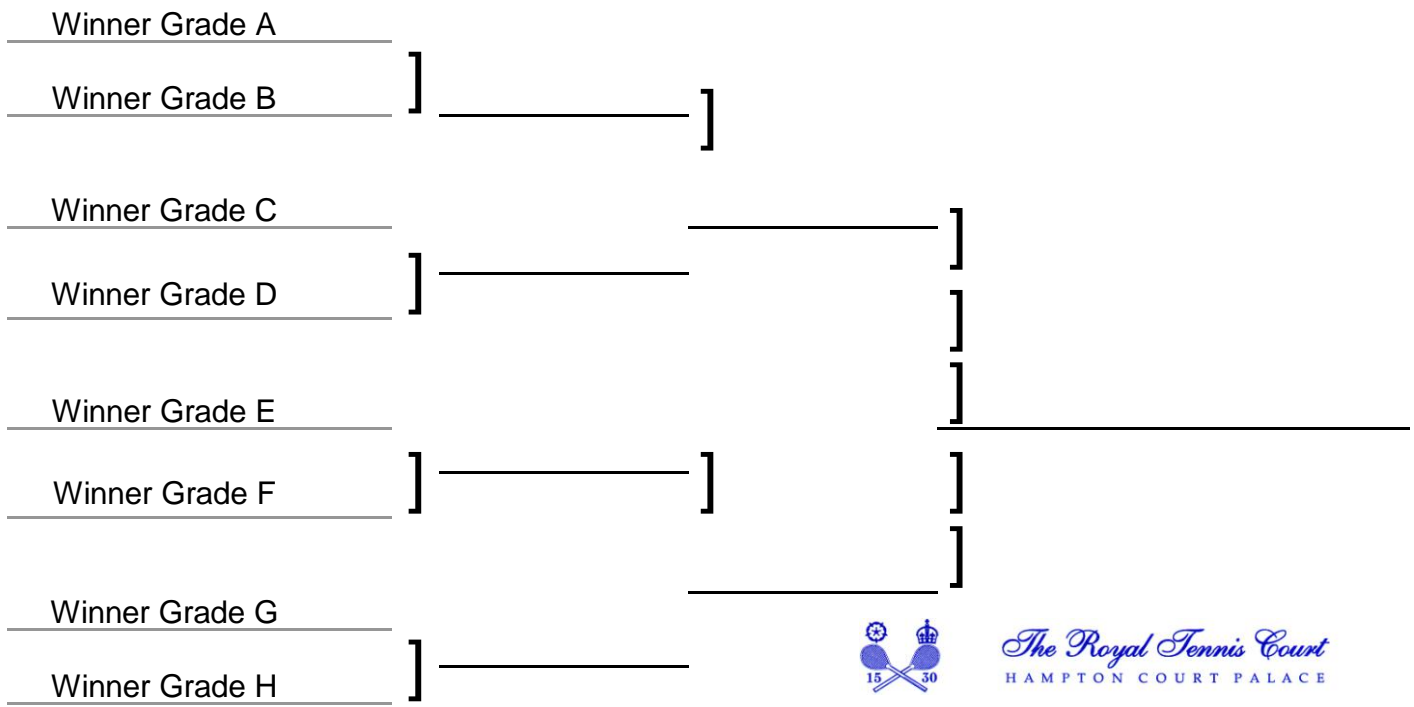 Winner Grade A
Winner Grade B
Winner Grade C
Winner Grade D
Winner Grade E
Winner Grade F
Winner Grade G
Winner Grade H
15 30
The Royal Tennis Court
HAMPTON COURT PALACE